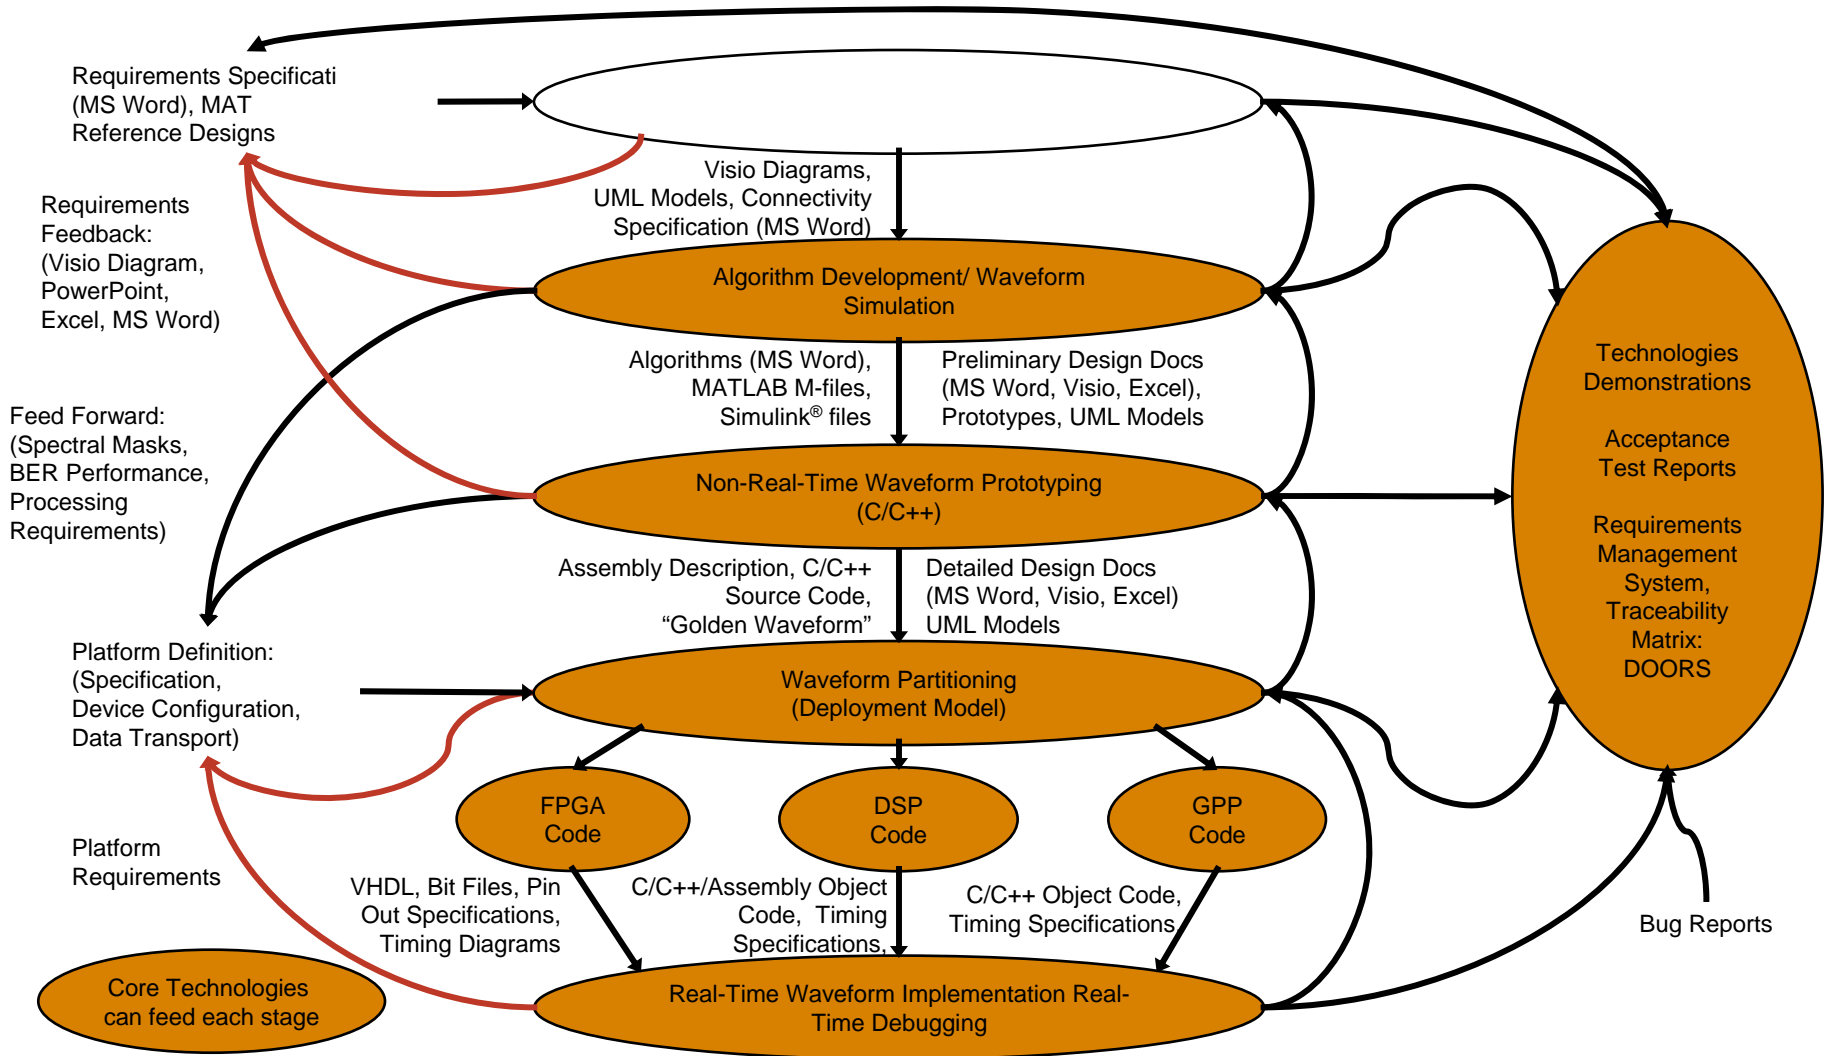 Requirements Specificati
(MS Word), MAT
Reference Designs
Visio Diagrams,
UML Models, Connectivity
Specification (MS Word)
Requirements
Feedback:
(Visio Diagram,
PowerPoint,
Excel, MS Word)
Algorithm Development/ Waveform
Simulation
Algorithms (MS Word),
MATLAB M-files,
Simulink® files
Preliminary Design Docs
(MS Word, Visio, Excel),
Prototypes, UML Models
Feed Forward:
(Spectral Masks,
BER Performance,
Processing
Requirements)
Non-Real-Time Waveform Prototyping
(C/C++)
Assembly Description, C/C++
Source Code,
“Golden Waveform”
Detailed Design Docs
(MS Word, Visio, Excel)
UML Models
Technologies
Demonstrations
Acceptance
Test Reports
Requirements
Management
System,
Traceability
Matrix:
DOORS
Platform Definition:
(Specification,
Device Configuration,
Data Transport)
Waveform Partitioning
(Deployment Model)
FPGA
Code
DSP
Code
GPP
Code
Platform
Requirements
VHDL, Bit Files, Pin
Out Specifications,
Timing Diagrams
C/C++/Assembly Object
Code, Timing
Specifications,
C/C++ Object Code,
Timing Specifications,
Bug Reports
Core Technologies
can feed each stage
Real-Time Waveform Implementation Real-
Time Debugging